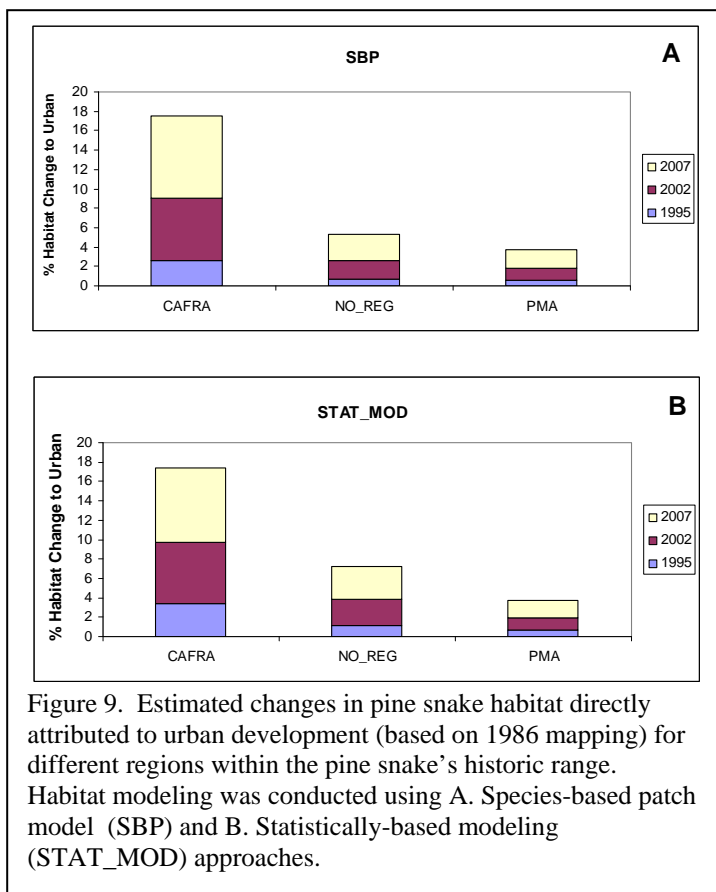 SBP
A
% Habitat Change to Urban
20
18
16
14
12
10
8
6
4
2
0
CAFRA
NO_REG
PMA
2007
2002
1995
STAT_MOD
B
% Habitat Change to Urban
20
18
16
14
12
10
8
6
4
2
0
CAFRA
NO_REG
PMA
2007
2002
1995
Figure 9.  Estimated changes in pine snake habitat directly
attributed to urban development (based on 1986 mapping) for
different regions within the pine snake's historic range.
Habitat modeling was conducted using A. Species-based patch
model  (SBP) and B. Statistically-based modeling
(STAT_MOD) approaches.